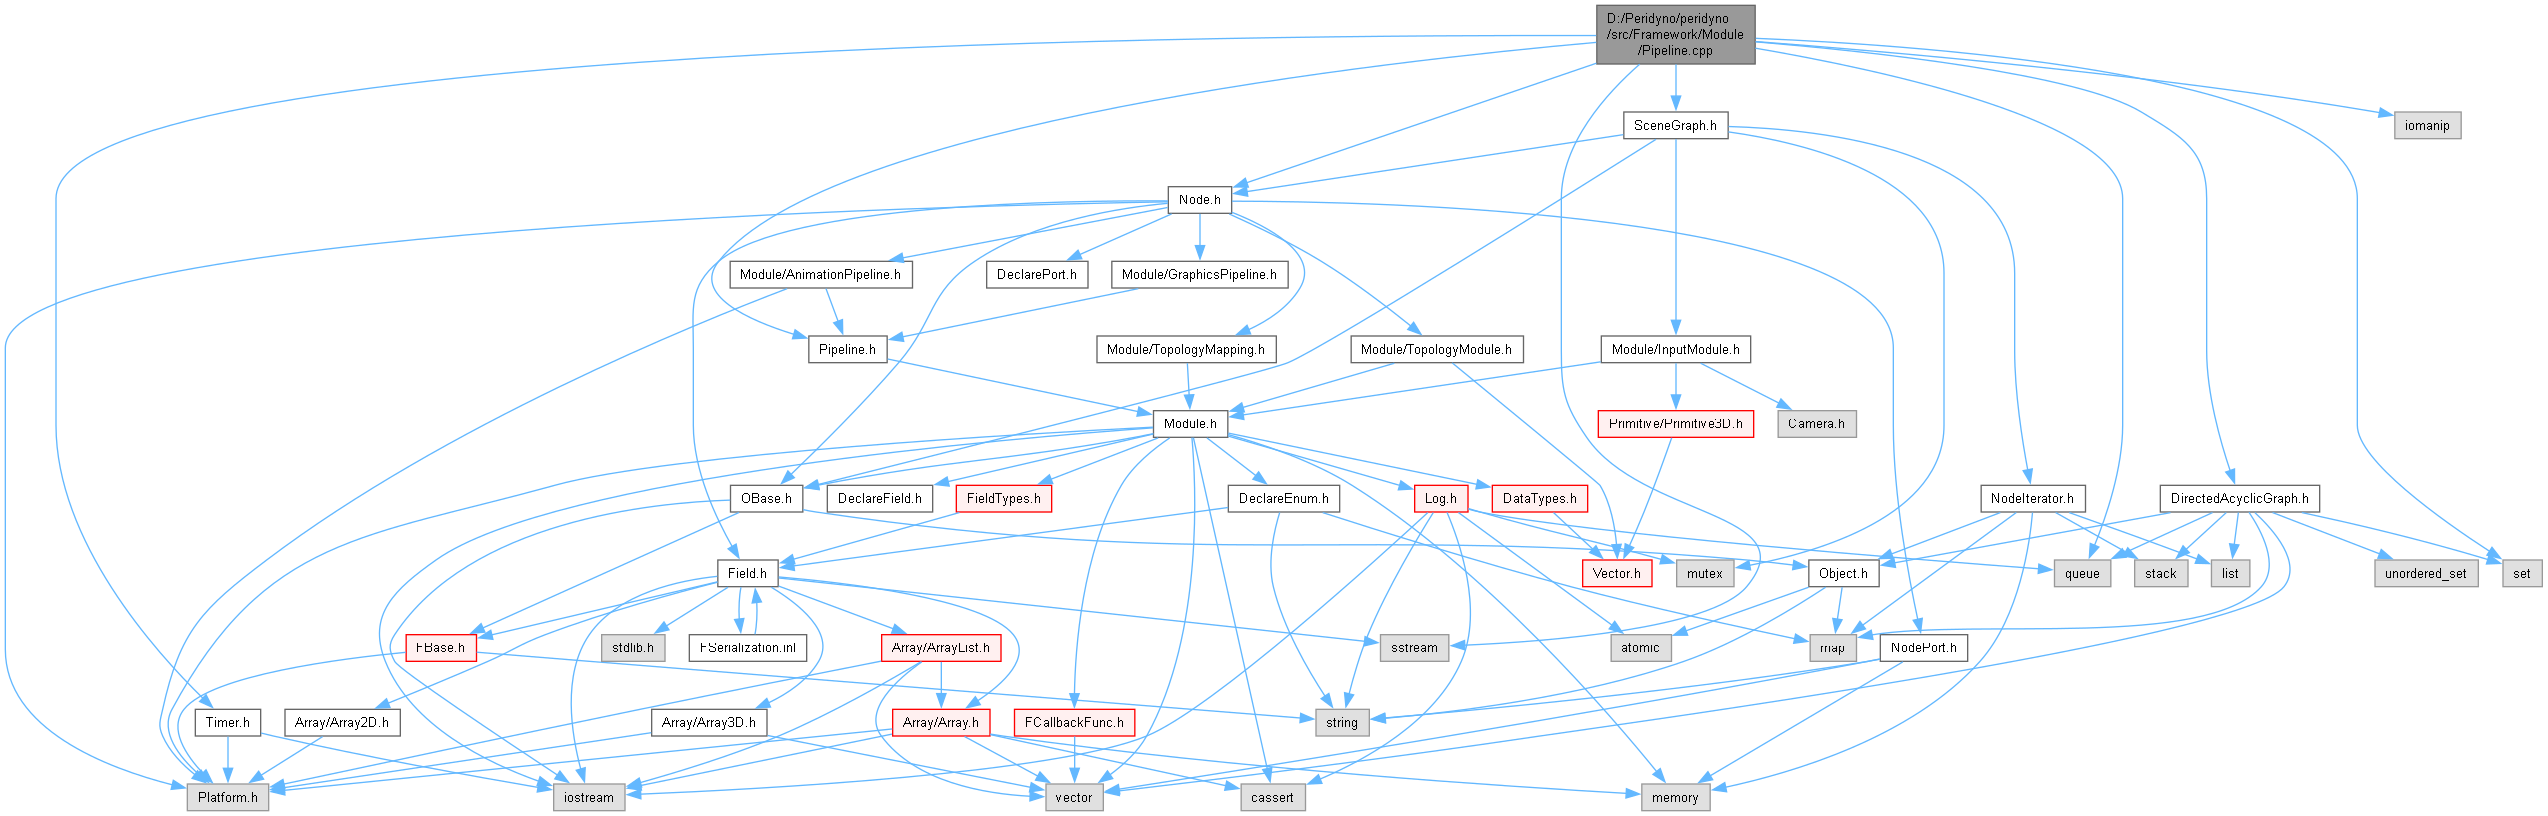 D:/Peridyno/peridyno
/src/Framework/Module
/Pipeline.cpp
SceneGraph.h
iomanip
Node.h
Module/AnimationPipeline.h
DeclarePort.h
Module/GraphicsPipeline.h
Pipeline.h
Module/TopologyMapping.h
Module/TopologyModule.h
Module/InputModule.h
Module.h
Primitive/Primitive3D.h
Camera.h
OBase.h
DeclareField.h
FieldTypes.h
DeclareEnum.h
Log.h
DataTypes.h
NodeIterator.h
DirectedAcyclicGraph.h
Field.h
Vector.h
mutex
Object.h
queue
stack
list
unordered_set
set
FBase.h
stdlib.h
FSerialization.inl
Array/ArrayList.h
sstream
atomic
map
NodePort.h
Timer.h
Array/Array2D.h
Array/Array3D.h
Array/Array.h
FCallbackFunc.h
string
Platform.h
iostream
vector
cassert
memory